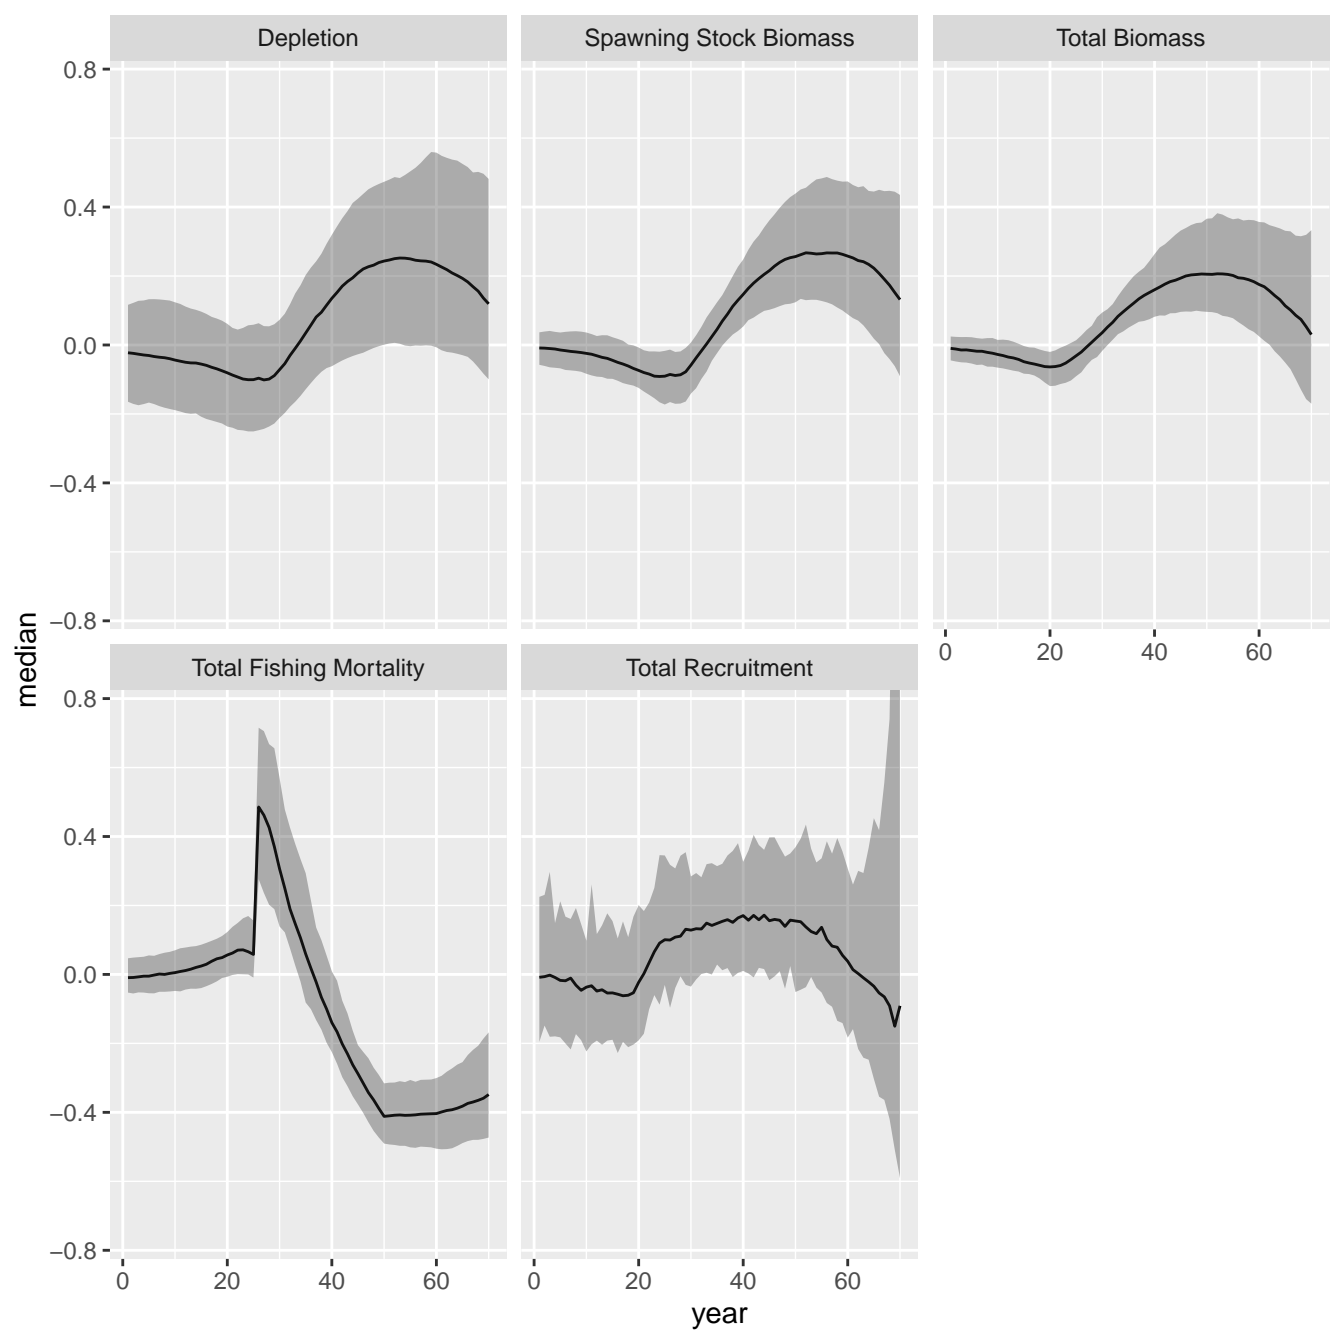 Depletion
Spawning Stock Biomass
Total Biomass
0.8
0.4
0.0
−0.4
−0.8
0 20 40 60
Total Fishing Mortality
Total Recruitment
0.8
0.4
0.0
−0.4
−0.8
0 20 40 60
0 20 40 60
median
year